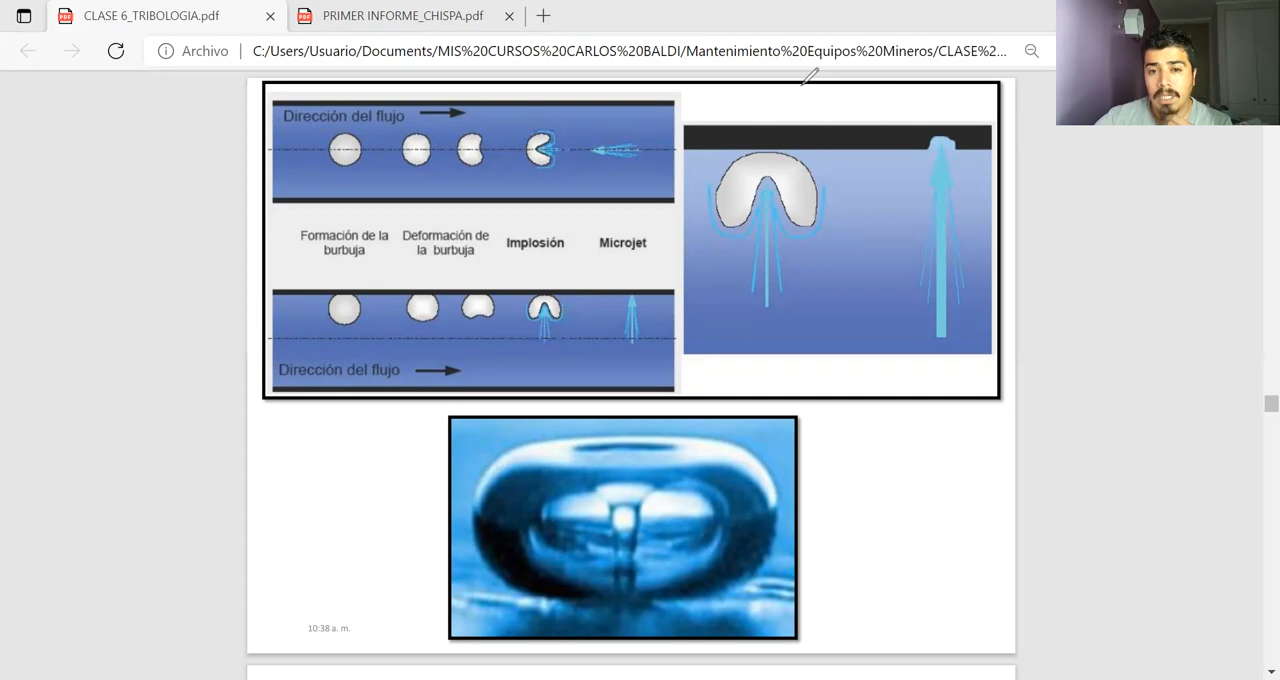 CLASE 6_TRIBOLOGIA.pdf
PRIMER INFORME_CHISPA.pdf
Archivo
C:/Users/Usuario/Documents/MIS%20CURSOS%20CARLOS%20BALDI/Mantenimiento%20Equipos%20Mineros/CLASE%2...
Dirección del flujo
Formación de la
burbuja
Deformación de
la burbuja
Implosión
Microjet
Dirección del flujo
10:38 a. m.